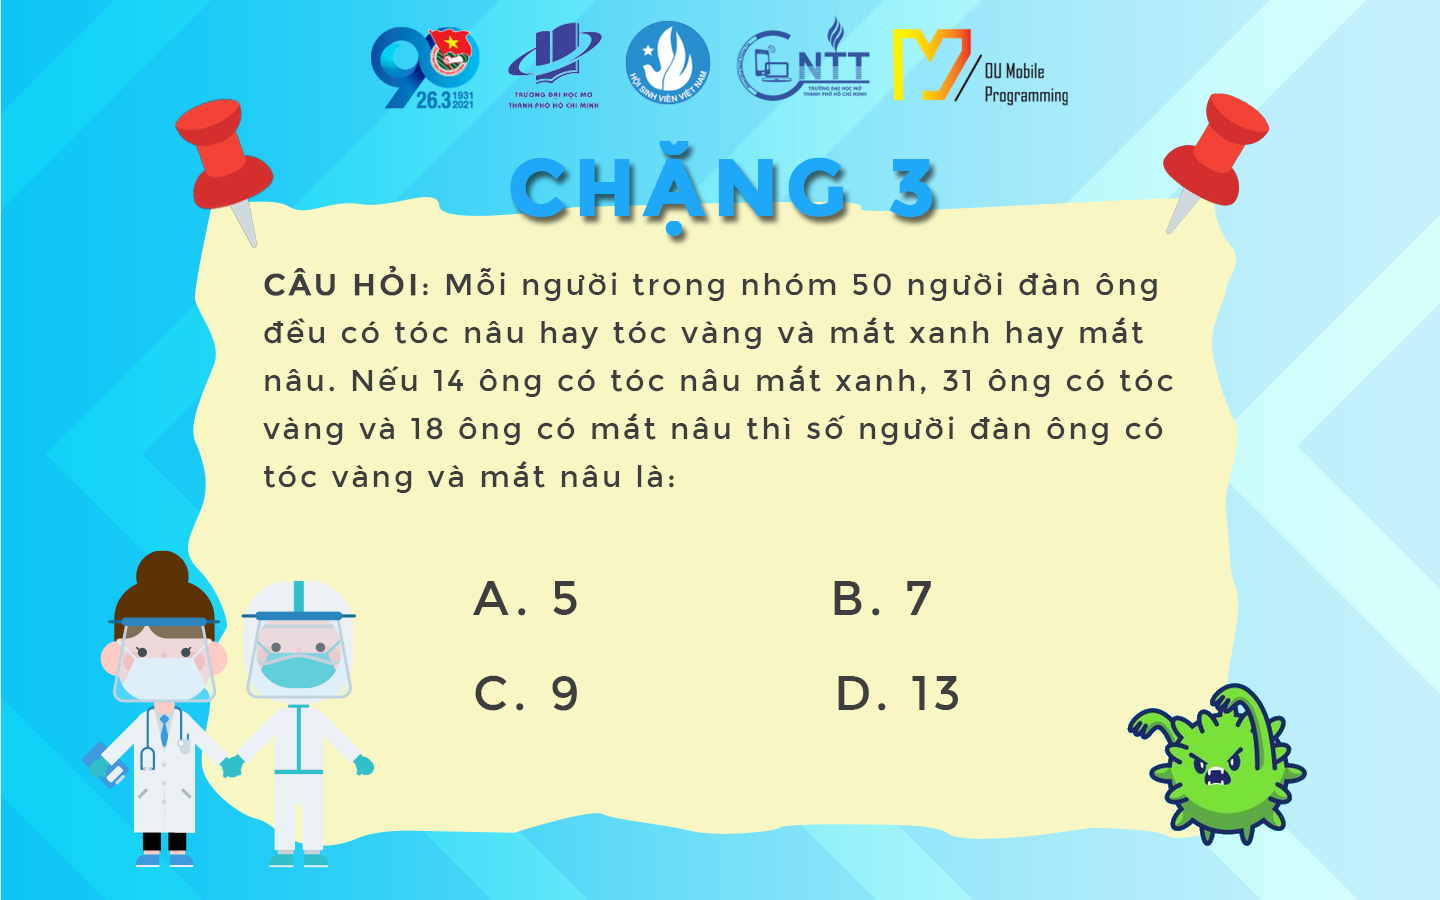 90
26.3 1931
2021
TRƯỜNG ĐẠI HỌC MỞ
THÀNH PHỐ HỒ CHÍ MINH
HỘI SINH VIÊN VIỆT NAM
NTT
TRƯỜNG ĐẠI HỌC MỞ
THÀNH PHỐ HỒ CHÍ MINH
OU Mobile
Programming
CHẶNG 3
CÂU HỎI: Mỗi người trong nhóm 50 người đàn ông
đều có tóc nâu hay tóc vàng và mắt xanh hay mắt
nâu. Nếu 14 ông có tóc nâu mắt xanh, 31 ông có tóc
vàng và 18 ông có mắt nâu thì số người đàn ông có
tóc vàng và mắt nâu là:
A. 5 B. 7
C. 9 D. 13